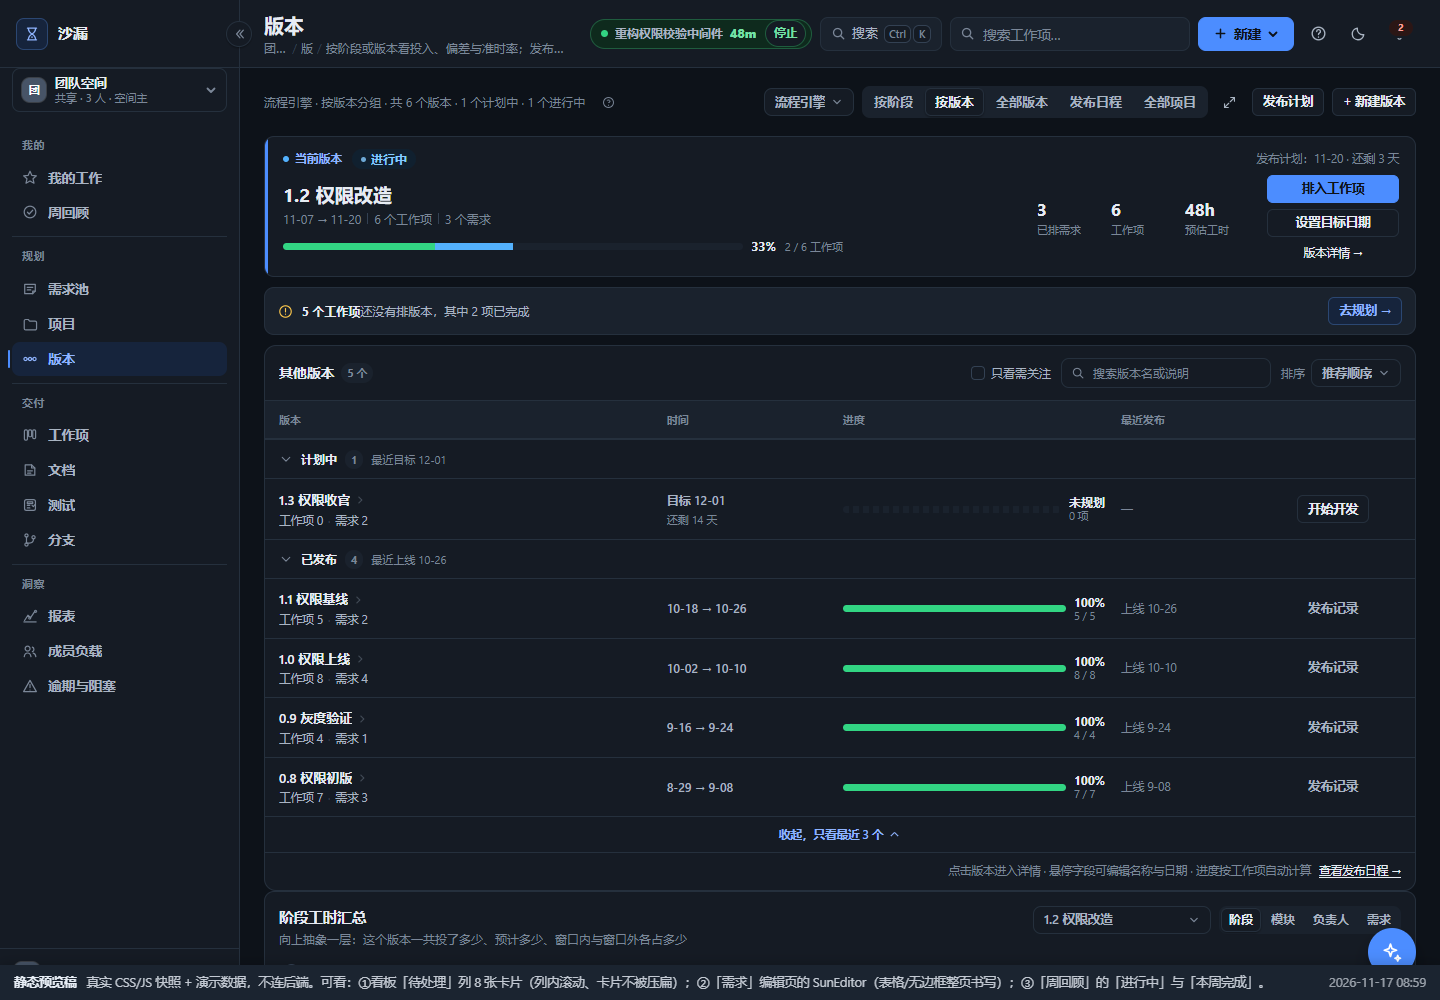 沙漏
团队空间
共享 · 3 人 · 空间主
我的
我的工作
周回顾
规划
需求池
项目
版本
交付
工作项
文档
测试
分支
洞察
报表
成员负载
逾期与阻塞
版本
团... / 版 / 按阶段或版本看投入、偏差与准时率；发布...
重构权限校验中间件 48m 停止
搜索 Ctrl K
搜索工作项...
+ 新建
2
流程引擎 · 按版本分组 · 共 6 个版本 · 1 个计划中 · 1 个进行中
流程引擎
按阶段 按版本 全部版本 发布日程 全部项目
发布计划
+ 新建版本
当前版本 进行中
发布计划：11-20 · 还剩 3 天
1.2 权限改造
11-07 → 11-20 | 6 个工作项 | 3 个需求
33% 2 / 6 工作项
3 已排需求
6 工作项
48h 预估工时
排入工作项
设置目标日期
版本详情 →
5 个工作项还没有排版本，其中 2 项已完成
去规划 →
其他版本 5 个
只看需关注
搜索版本名或说明
排序 推荐顺序
版本 时间 进度 最近发布
计划中 1 最近目标 12-01
1.3 权限收官
工作项 0 · 需求 2
目标 12-01
还剩 14 天
未规划
0 项
—
开始开发
已发布 4 最近上线 10-26
1.1 权限基线
工作项 5 · 需求 2
10-18 → 10-26
100%
5 / 5
上线 10-26
发布记录
1.0 权限上线
工作项 8 · 需求 4
10-02 → 10-10
100%
8 / 8
上线 10-10
发布记录
0.9 灰度验证
工作项 4 · 需求 1
9-16 → 9-24
100%
4 / 4
上线 9-24
发布记录
0.8 权限初版
工作项 7 · 需求 3
8-29 → 9-08
100%
7 / 7
上线 9-08
发布记录
收起，只看最近 3 个
点击版本进入详情 · 悬停字段可编辑名称与日期 · 进度按工作项自动计算 查看发布日程 →
阶段工时汇总
向上抽象一层：这个版本一共投了多少、预计多少、窗口内与窗口外各占多少
1.2 权限改造
阶段 模块 负责人 需求
静态预览稿 真实 CSS/JS 快照 + 演示数据，不连后端。可看：①看板「待处理」列 8 张卡片（列内滚动、卡片不被压扁）；②「需求」编辑页的 SunEditor（表格/无边框整页书写）；③「周回顾」的「进行中」与「本周完成」。
2026-11-17 08:59